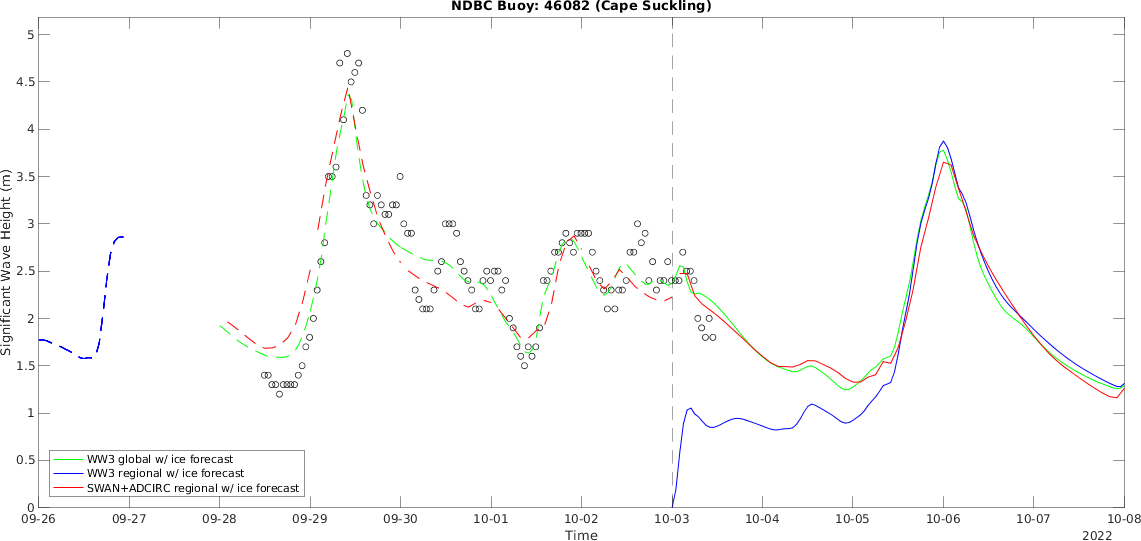 NDBC Buoy: 46082 (Cape Suckling)
Significant Wave Height (m)
5
4.5
4
3.5
3
2.5
2
1.5
1
0.5
0
WW3 global w/ ice forecast
WW3 regional w/ ice forecast
SWAN+ADCIRC regional w/ ice forecast
09-26 09-27 09-28 09-29 09-30 10-01 10-02 10-03 10-04 10-05 10-06 10-07 10-08
Time
2022